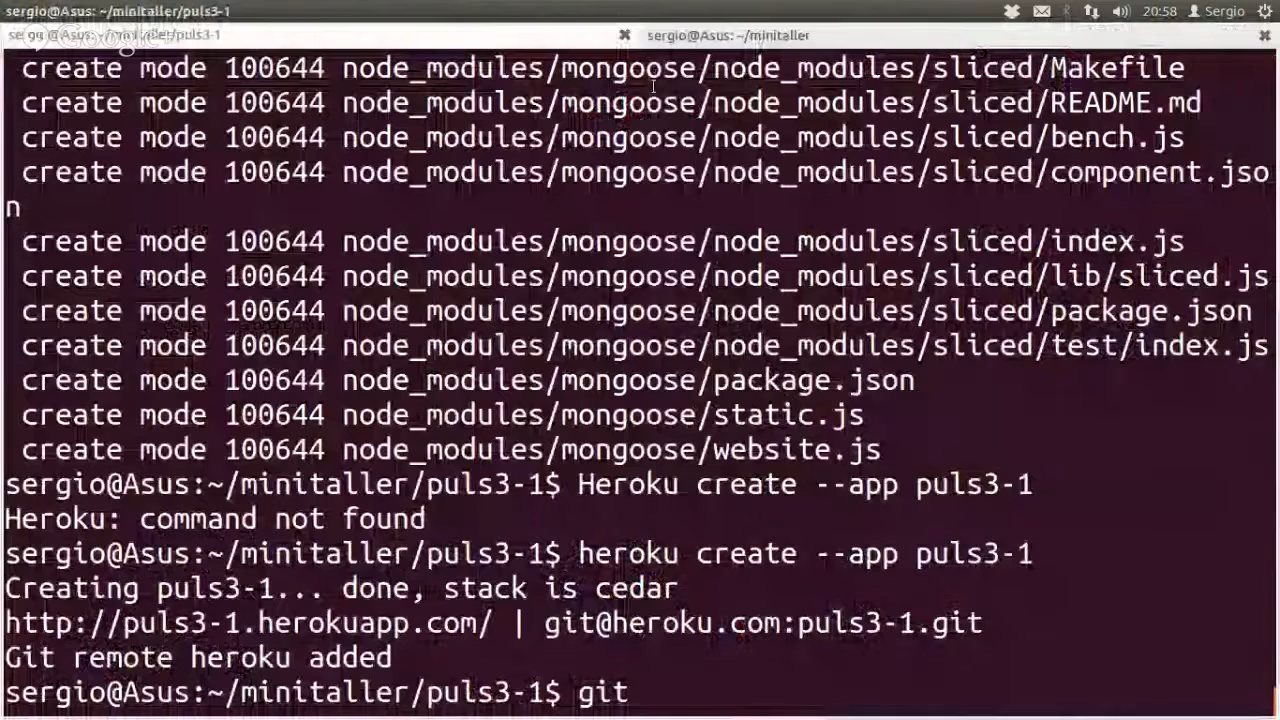 sergio@Asus: ~/minitaller/puls3-1
20:58 Sergio
sergio@Asus: ~/minitaller/puls3-1
sergio@Asus: ~/minitaller
create mode 100644 node_modules/mongoose/node_modules/sliced/Makefile
create mode 100644 node_modules/mongoose/node_modules/sliced/README.md
create mode 100644 node_modules/mongoose/node_modules/sliced/bench.js
create mode 100644 node_modules/mongoose/node_modules/sliced/component.jso
n
create mode 100644 node_modules/mongoose/node_modules/sliced/index.js
create mode 100644 node_modules/mongoose/node_modules/sliced/lib/sliced.js
create mode 100644 node_modules/mongoose/node_modules/sliced/package.json
create mode 100644 node_modules/mongoose/node_modules/sliced/test/index.js
create mode 100644 node_modules/mongoose/package.json
create mode 100644 node_modules/mongoose/static.js
create mode 100644 node_modules/mongoose/website.js
sergio@Asus:~/minitaller/puls3-1$ Heroku create --app puls3-1
Heroku: command not found
sergio@Asus:~/minitaller/puls3-1$ heroku create --app puls3-1
Creating puls3-1... done, stack is cedar
http://puls3-1.herokuapp.com/ | git@heroku.com:puls3-1.git
Git remote heroku added
sergio@Asus:~/minitaller/puls3-1$ git